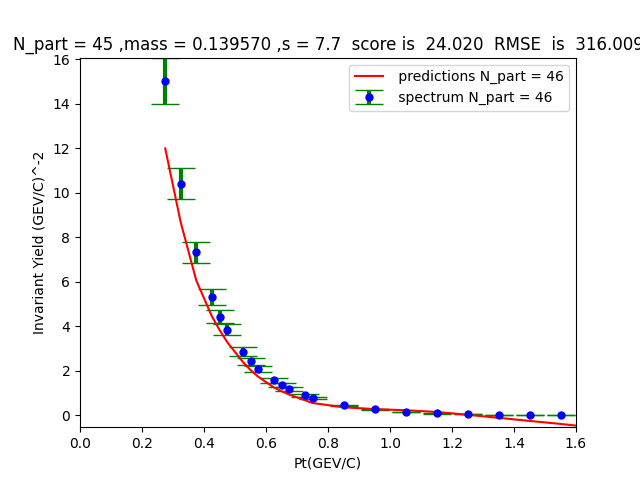 N_part = 45 ,mass = 0.139570 ,s = 7.7  score is  24.020  RMSE  is  316.009
predictions N_part = 46
spectrum N_part = 46
Invariant Yield (GEV/C)^-2
16
14
12
10
8
6
4
2
0
0.0 0.2 0.4 0.6 0.8 1.0 1.2 1.4 1.6
Pt(GEV/C)